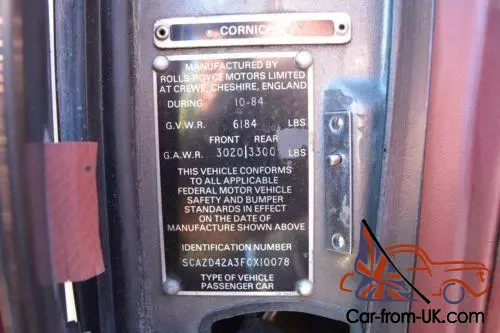 ® CORNICHE
MANUFACTURED BY
ROLLS-ROYCE MOTORS LIMITED
AT CREWE, CHESHIRE, ENGLAND
DURING 10-84
G.V.W.R. 6184 LBS
FRONT REAR
G.A.W.R. 3020|3300 LBS
THIS VEHICLE CONFORMS
TO ALL APPLICABLE
FEDERAL MOTOR VEHICLE
SAFETY AND BUMPER
STANDARDS IN EFFECT
ON THE DATE OF
MANUFACTURE SHOWN ABOVE
IDENTIFICATION NUMBER
SCAZD42A3FCX10078
TYPE OF VEHICLE
PASSENGER CAR
Car-from-UK.com